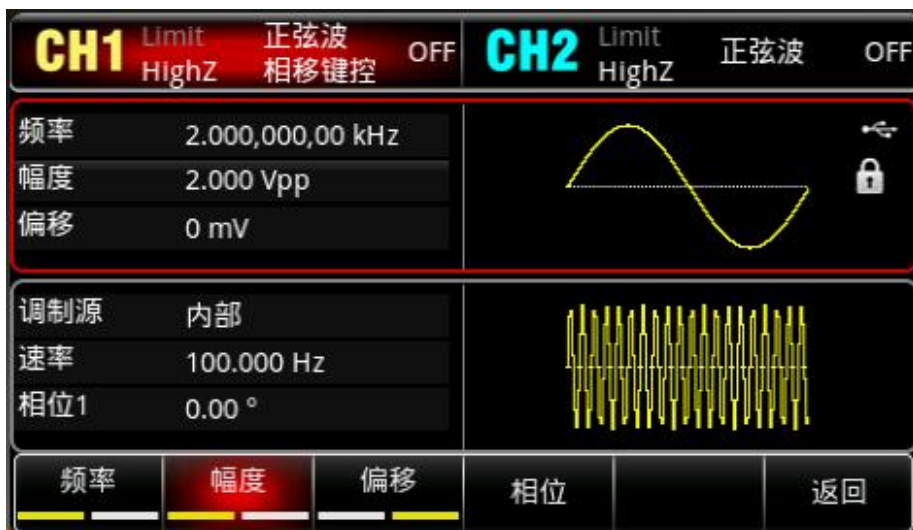 CH1 Limit HighZ 正弦波 相移键控 OFF
CH2 Limit HighZ 正弦波 OFF
频率 2.000,000,00 kHz
幅度 2.000 Vpp
偏移 0 mV
调制源 内部
速率 100.000 Hz
相位1 0.00 °
频率 幅度 偏移 相位 返回